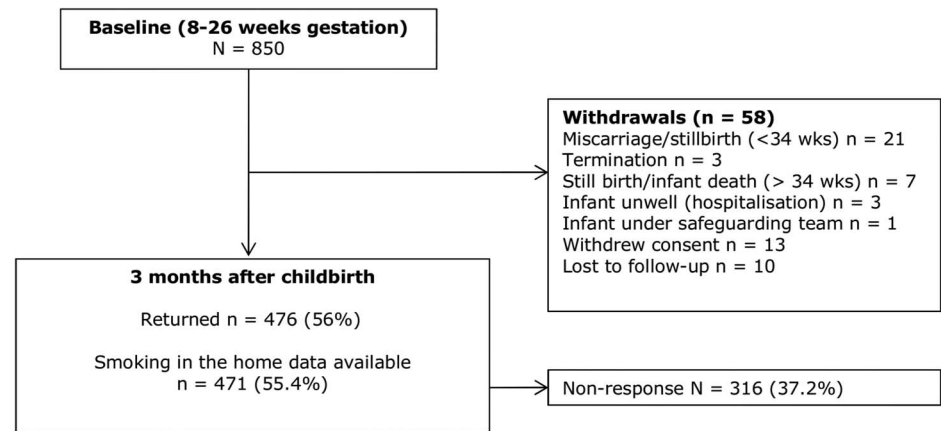 Baseline (8-26 weeks gestation)
N = 850
Withdrawals (n = 58)
Miscarriage/stillbirth (<34 wks) n = 21
Termination n = 3
Still birth/infant death (> 34 wks) n = 7
Infant unwell (hospitalisation) n = 3
Infant under safeguarding team n = 1
Withdrew consent n = 13
Lost to follow-up n = 10
3 months after childbirth
Returned n = 476 (56%)
Smoking in the home data available
n = 471 (55.4%)
Non-response N = 316 (37.2%)